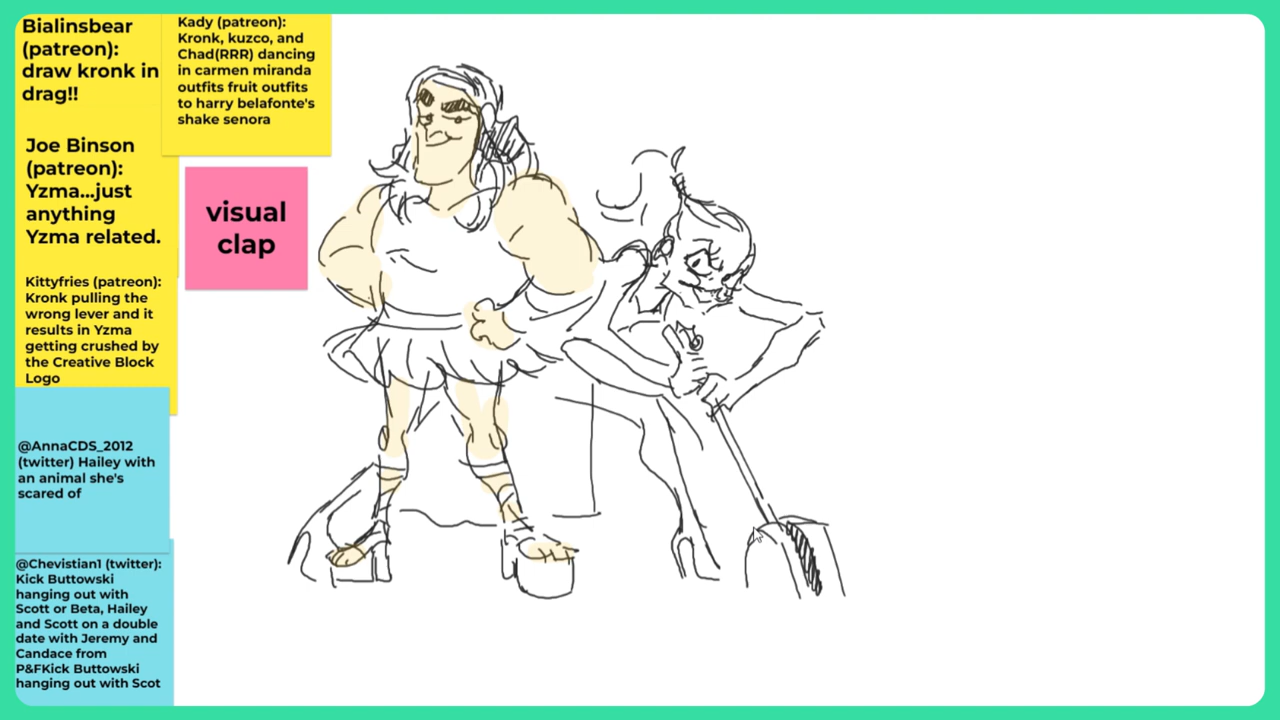 Bialinsbear
(patreon):
draw kronk in
drag!!
Kady (patreon):
Kronk, kuzco, and
Chad(RRR) dancing
in carmen miranda
outfits fruit outfits
to harry belafonte's
shake senora
Joe Binson
(patreon):
Yzma...just
anything
Yzma related.
visual
clap
Kittyfries (patreon):
Kronk pulling the
wrong lever and it
results in Yzma
getting crushed by
the Creative Block
Logo
@AnnaCDS_2012
(twitter) Hailey with
an animal she's
scared of
@Chevistian1 (twitter):
Kick Buttowski
hanging out with
Scott or Beta, Hailey
and Scott on a double
date with Jeremy and
Candace from
P&FKick Buttowski
hanging out with Scot